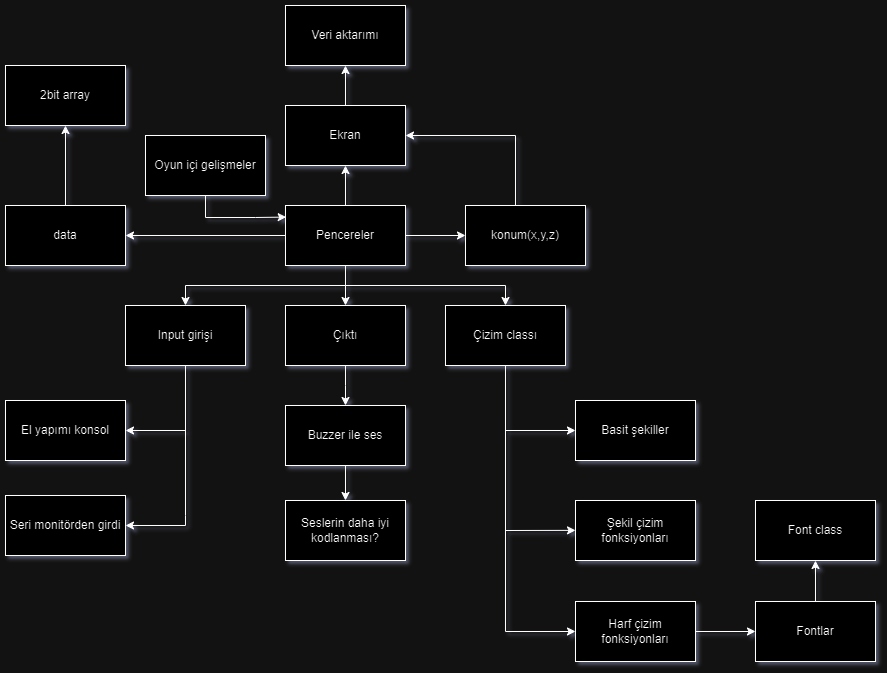 Veri aktarımı
2bit array
Ekran
Oyun içi gelişmeler
data
Pencereler
konum(x,y,z)
Input girişi
Çıktı
Çizim classı
El yapımı konsol
Buzzer ile ses
Basit şekiller
Seri monitörden girdi
Seslerin daha iyi
kodlanması?
Şekil çizim
fonksiyonları
Font class
Harf çizim
fonksiyonları
Fontlar